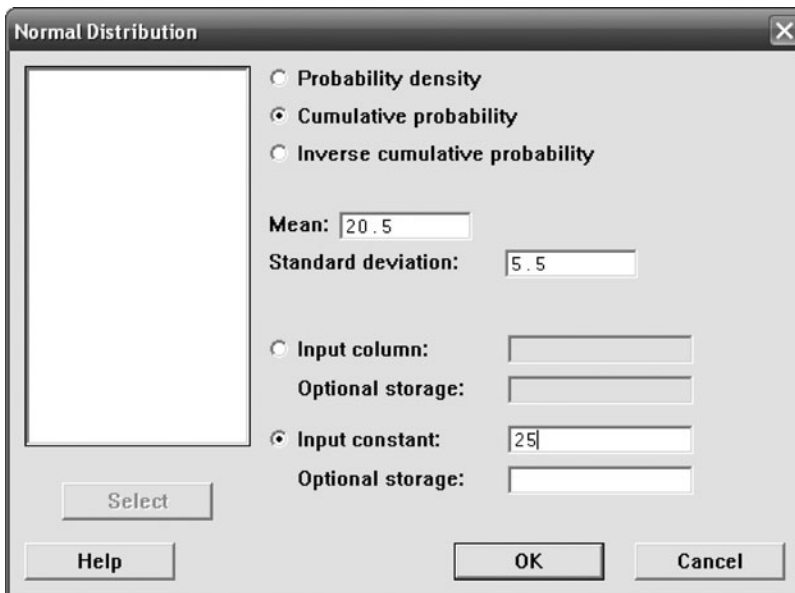 Normal Distribution
Probability density
Cumulative probability
Inverse cumulative probability
Mean: 20.5
Standard deviation: 5.5
Input column:
Optional storage:
Input constant: 25
Optional storage:
Select
Help OK Cancel